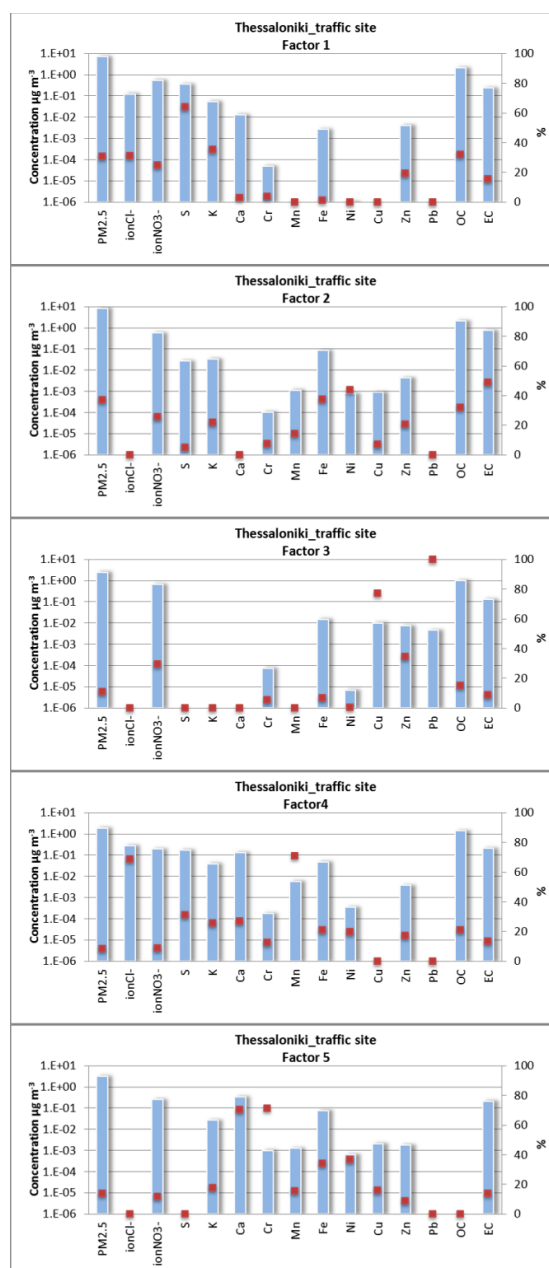 Thessaloniki_traffic site
Factor 1
Concentration μg m⁻³
1.E+01
1.E+00
1.E-01
1.E-02
1.E-03
1.E-04
1.E-05
1.E-06
100
80
60
40
20
0
%
PM2.5 ionCl- ionNO3- S K Ca Cr Mn Fe Ni Cu Zn Pb OC EC
Thessaloniki_traffic site
Factor 2
Concentration μg m⁻³
1.E+01
1.E+00
1.E-01
1.E-02
1.E-03
1.E-04
1.E-05
1.E-06
100
80
60
40
20
0
%
PM2.5 ionCl- ionNO3- S K Ca Cr Mn Fe Ni Cu Zn Pb OC EC
Thessaloniki_traffic site
Factor 3
Concentration μg m⁻³
1.E+01
1.E+00
1.E-01
1.E-02
1.E-03
1.E-04
1.E-05
1.E-06
100
80
60
40
20
0
%
PM2.5 ionCl- ionNO3- S K Ca Cr Mn Fe Ni Cu Zn Pb OC EC
Thessaloniki_traffic site
Factor4
Concentration μg m⁻³
1.E+01
1.E+00
1.E-01
1.E-02
1.E-03
1.E-04
1.E-05
1.E-06
100
80
60
40
20
0
%
PM2.5 ionCl- ionNO3- S K Ca Cr Mn Fe Ni Cu Zn Pb OC EC
Thessaloniki_traffic site
Factor 5
Concentration μg m⁻³
1.E+01
1.E+00
1.E-01
1.E-02
1.E-03
1.E-04
1.E-05
1.E-06
100
80
60
40
20
0
%
PM2.5 ionCl- ionNO3- S K Ca Cr Mn Fe Ni Cu Zn Pb OC EC